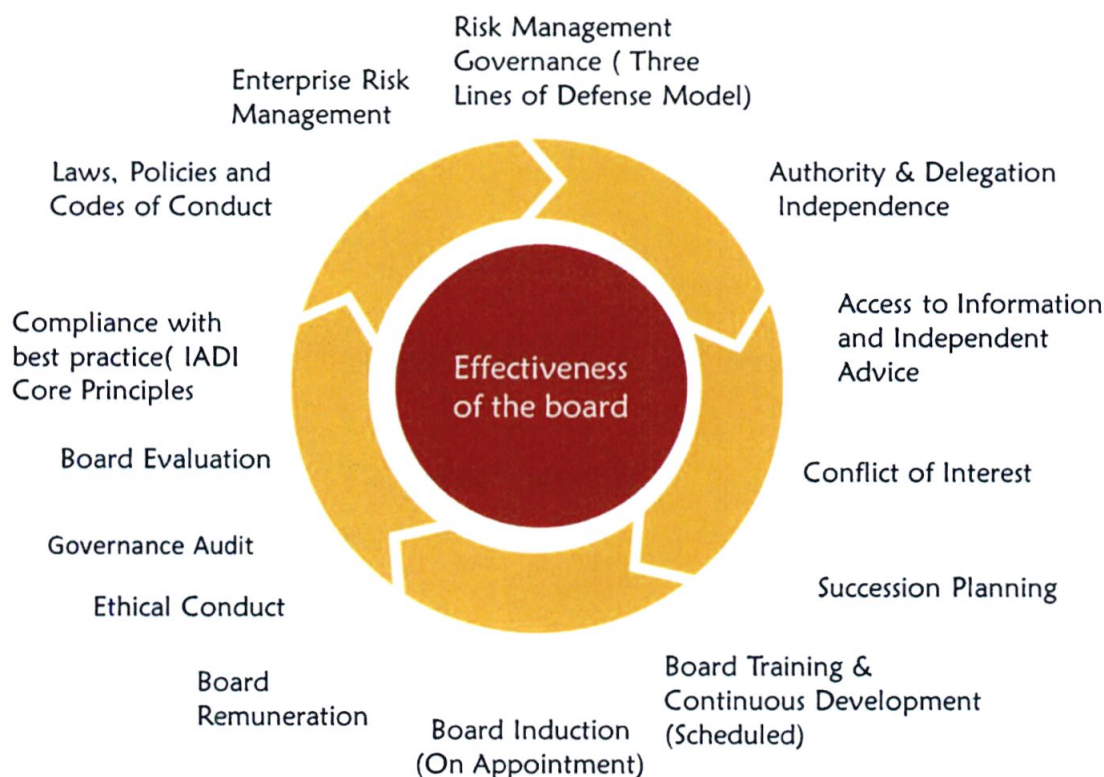 Risk Management
Governance ( Three
Lines of Defense Model)
Enterprise Risk
Management
Laws, Policies and
Codes of Conduct
Authority & Delegation
Independence
Access to Information
and Independent
Advice
Compliance with
best practice( IADI
Core Principles
Effectiveness
of the board
Board Evaluation
Conflict of Interest
Governance Audit
Ethical Conduct
Succession Planning
Board
Remuneration
Board Induction
(On Appointment)
Board Training &
Continuous Development
(Scheduled)